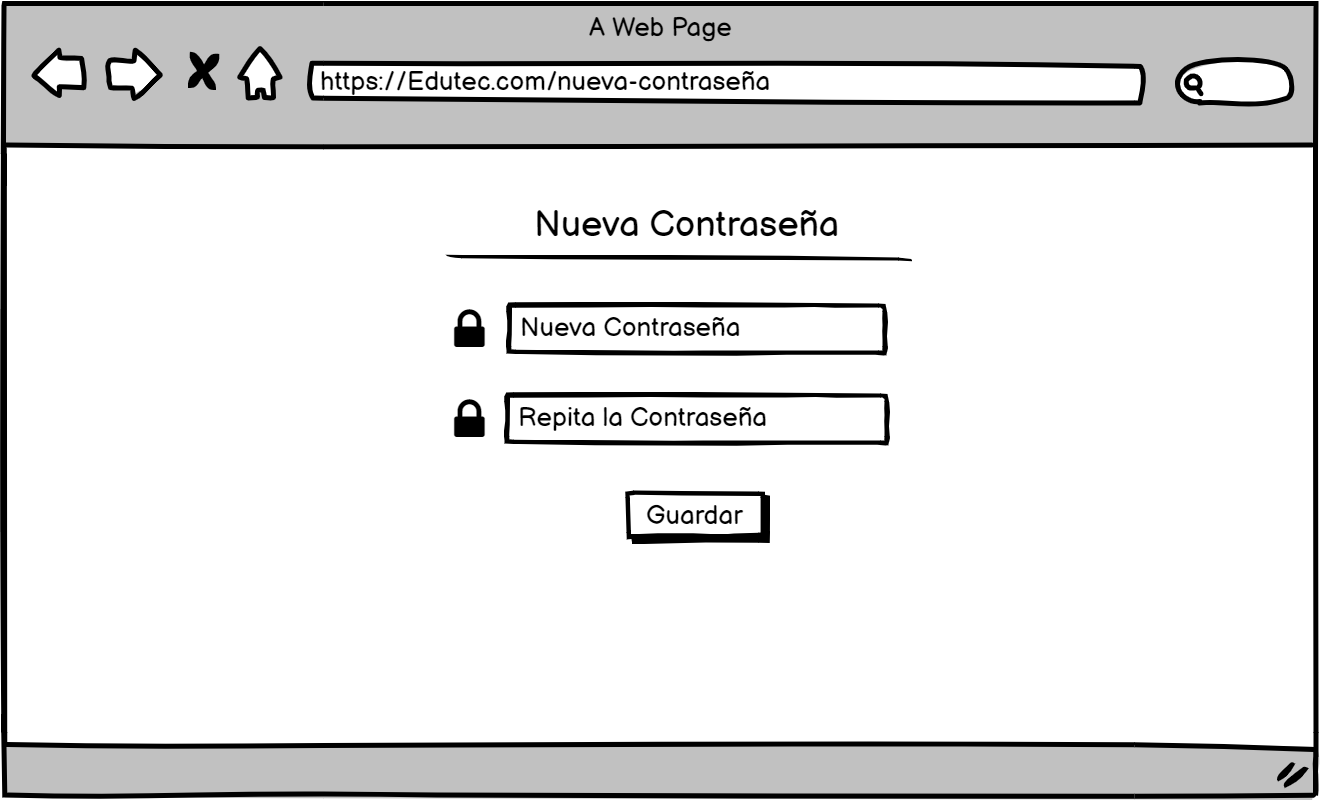 A Web Page
https://Edutec.com/nueva-contraseña
Nueva Contraseña
Nueva Contraseña
Repita la Contraseña
Guardar